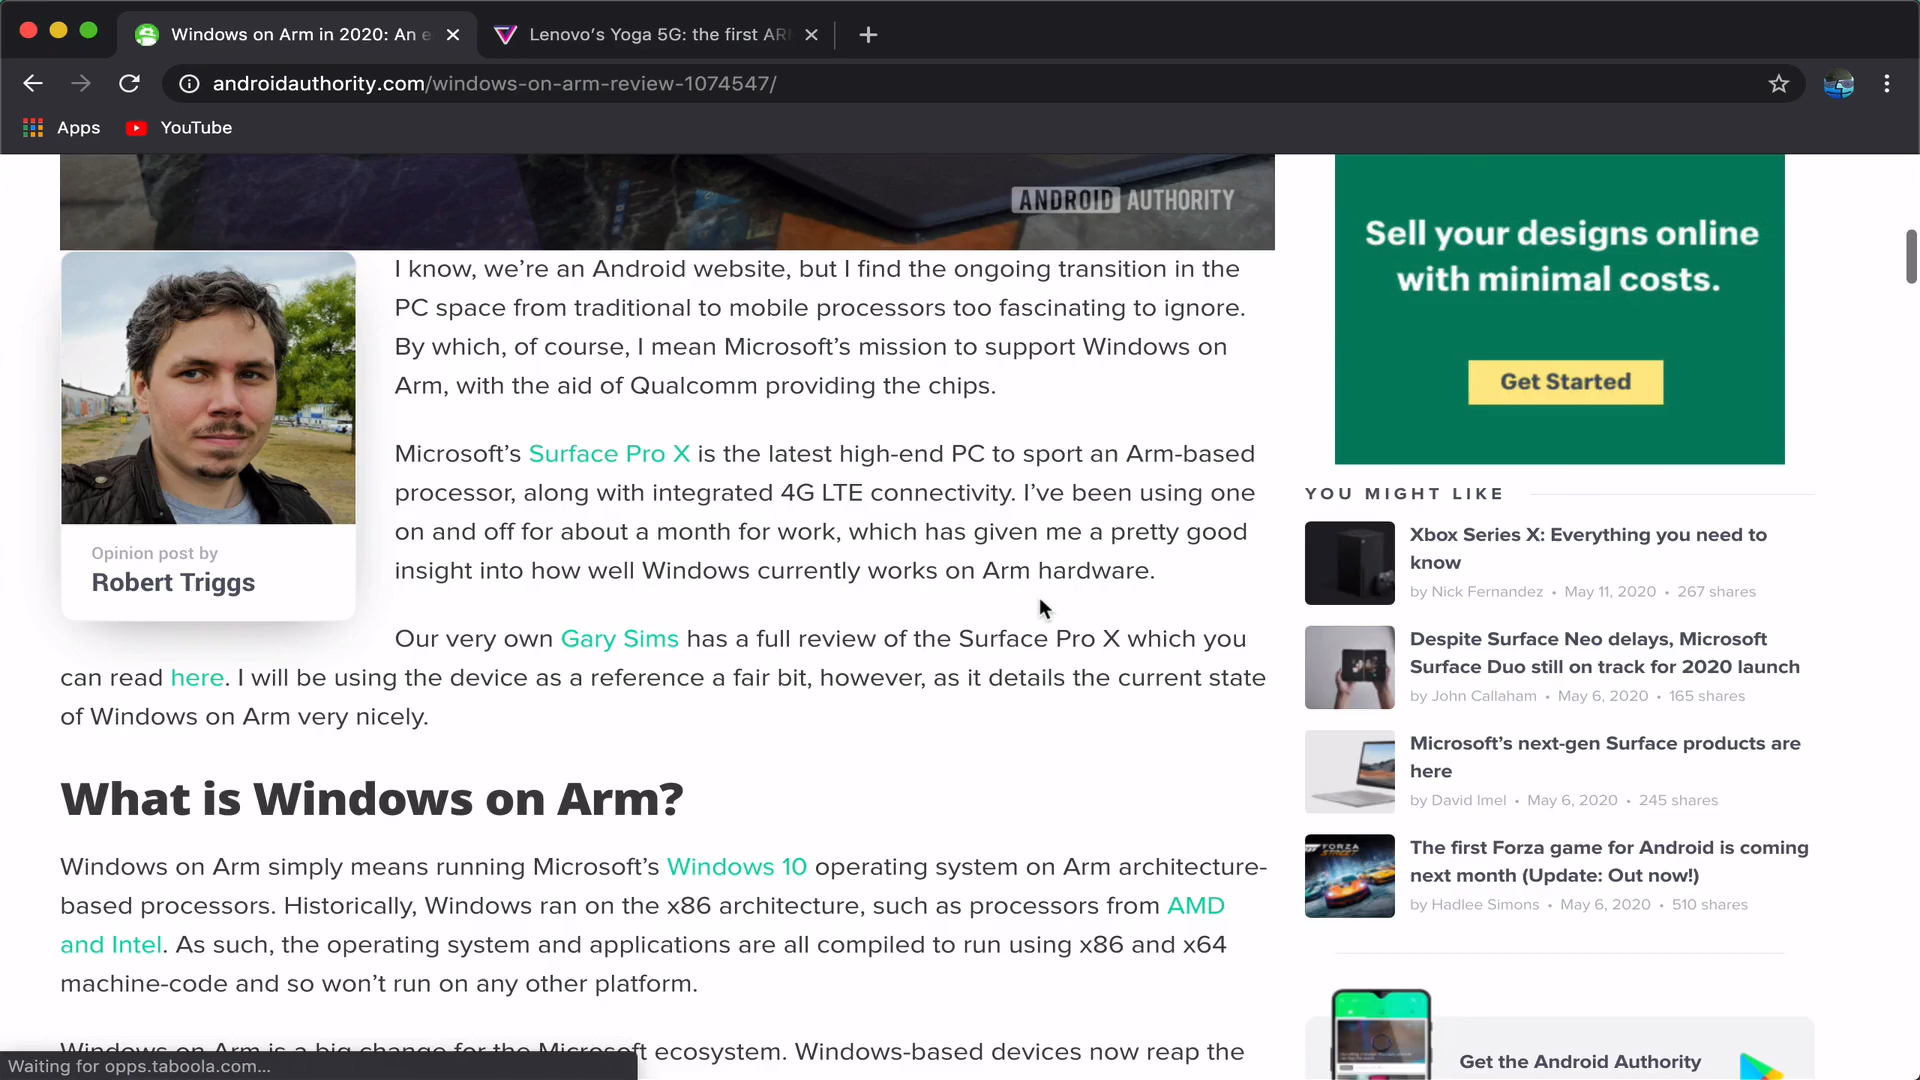 Windows on Arm in 2020: An e
Lenovo's Yoga 5G: the first AR
androidauthority.com/windows-on-arm-review-1074547/
Apps
YouTube
ANDROID AUTHORITY
I know, we're an Android website, but I find the ongoing transition in the
PC space from traditional to mobile processors too fascinating to ignore.
By which, of course, I mean Microsoft's mission to support Windows on
Arm, with the aid of Qualcomm providing the chips.
Microsoft's Surface Pro X is the latest high-end PC to sport an Arm-based
processor, along with integrated 4G LTE connectivity. I've been using one
on and off for about a month for work, which has given me a pretty good
insight into how well Windows currently works on Arm hardware.
Opinion post by
Robert Triggs
Our very own Gary Sims has a full review of the Surface Pro X which you
can read here. I will be using the device as a reference a fair bit, however, as it details the current state
of Windows on Arm very nicely.
What is Windows on Arm?
Windows on Arm simply means running Microsoft's Windows 10 operating system on Arm architecture-
based processors. Historically, Windows ran on the x86 architecture, such as processors from AMD
and Intel. As such, the operating system and applications are all compiled to run using x86 and x64
machine-code and so won't run on any other platform.
Windows on Arm is a big change for the Microsoft ecosystem. Windows-based devices now reap the
Waiting for opps.taboola.com...
Sell your designs online
with minimal costs.
Get Started
YOU MIGHT LIKE
Xbox Series X: Everything you need to
know
by Nick Fernandez • May 11, 2020 • 267 shares
Despite Surface Neo delays, Microsoft
Surface Duo still on track for 2020 launch
by John Callaham • May 6, 2020 • 165 shares
Microsoft's next-gen Surface products are
here
by David Imel • May 6, 2020 • 245 shares
FORZA
STREET
The first Forza game for Android is coming
next month (Update: Out now!)
by Hadlee Simons • May 6, 2020 • 510 shares
Get the Android Authority